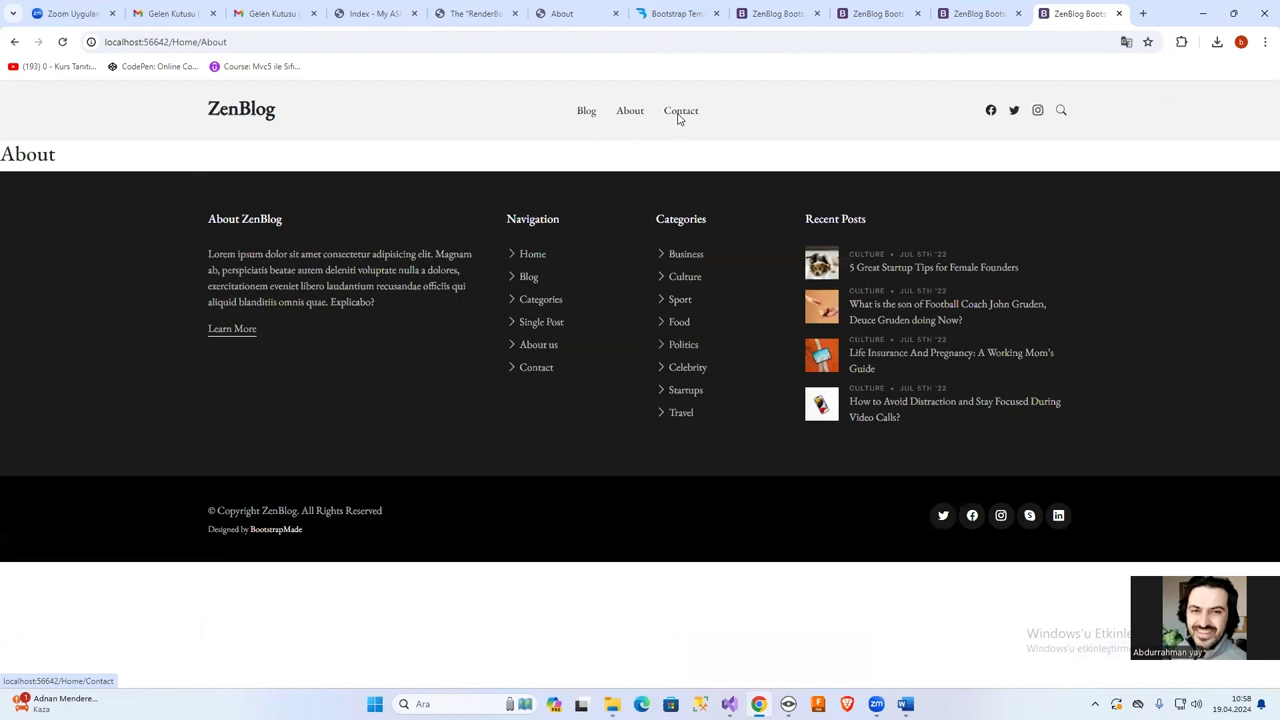 Zoom Uygular
Gelen Kutusu (
Gelen Kutusu (
Index - My AS
The "RenderBo
About
Bootstrap Tem
ZenBlog Boots
ZenBlog Boots
ZenBlog Boots
ZenBlog Boots
localhost:56642/Home/About
b
(193) 0 - Kurs Tanıtı...
CodePen: Online Co...
Course: Mvc5 ile Sıfı...
ZenBlog
Blog
About
Contact
About
About ZenBlog
Lorem ipsum dolor sit amet consectetur adipisicing elit. Magnam
ab, perspiciatis beatae autem deleniti voluptate nulla a dolores,
exercitationem eveniet libero laudantium recusandae officiis qui
aliquid blanditiis omnis quae. Explicabo?
Learn More
Navigation
Home
Blog
Categories
Single Post
About us
Contact
Categories
Business
Culture
Sport
Food
Politics
Celebrity
Startups
Travel
Recent Posts
CULTURE • JUL 5TH '22
5 Great Startup Tips for Female Founders
CULTURE • JUL 5TH '22
What is the son of Football Coach John Gruden,
Deuce Gruden doing Now?
CULTURE • JUL 5TH '22
Life Insurance And Pregnancy: A Working Mom's
Guide
CULTURE • JUL 5TH '22
How to Avoid Distraction and Stay Focused During
Video Calls?
© Copyright ZenBlog. All Rights Reserved
Designed by BootstrapMade
Windows'u Etkinle
Windows'u etkinleştirme
Abdurrahman yay
localhost:56642/Home/Contact
1
Adnan Mendere...
Kaza
Ara
10:58
19.04.2024